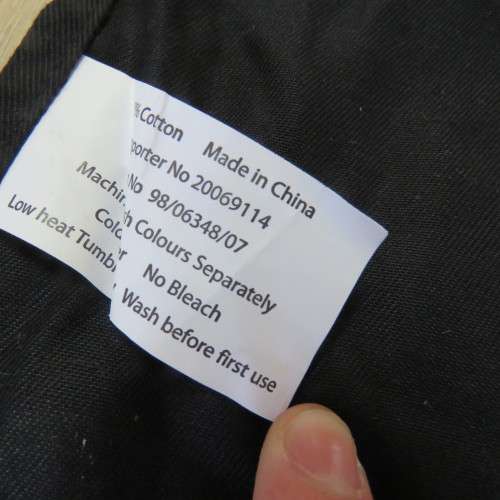 % Cotton Made in China
porter No 20069114
No 98/06348/07
Machin h Colours Separately
Col r No Bleach
Low heat Tumbl Wash before first use